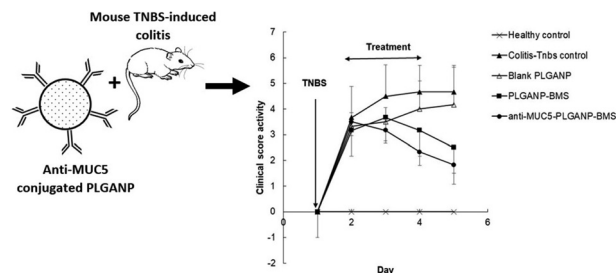 Mouse TNBS-induced
colitis
+
Anti-MUC5
conjugated PLGANP
Clinical score activity
7
6
5
4
3
2
1
0
-1
-2
0
2
4
6
Day
TNBS
Treatment
Healthy control
Colitis-Tnbs control
Blank PLGANP
PLGANP-BMS
anti-MUC5-PLGANP-BMS